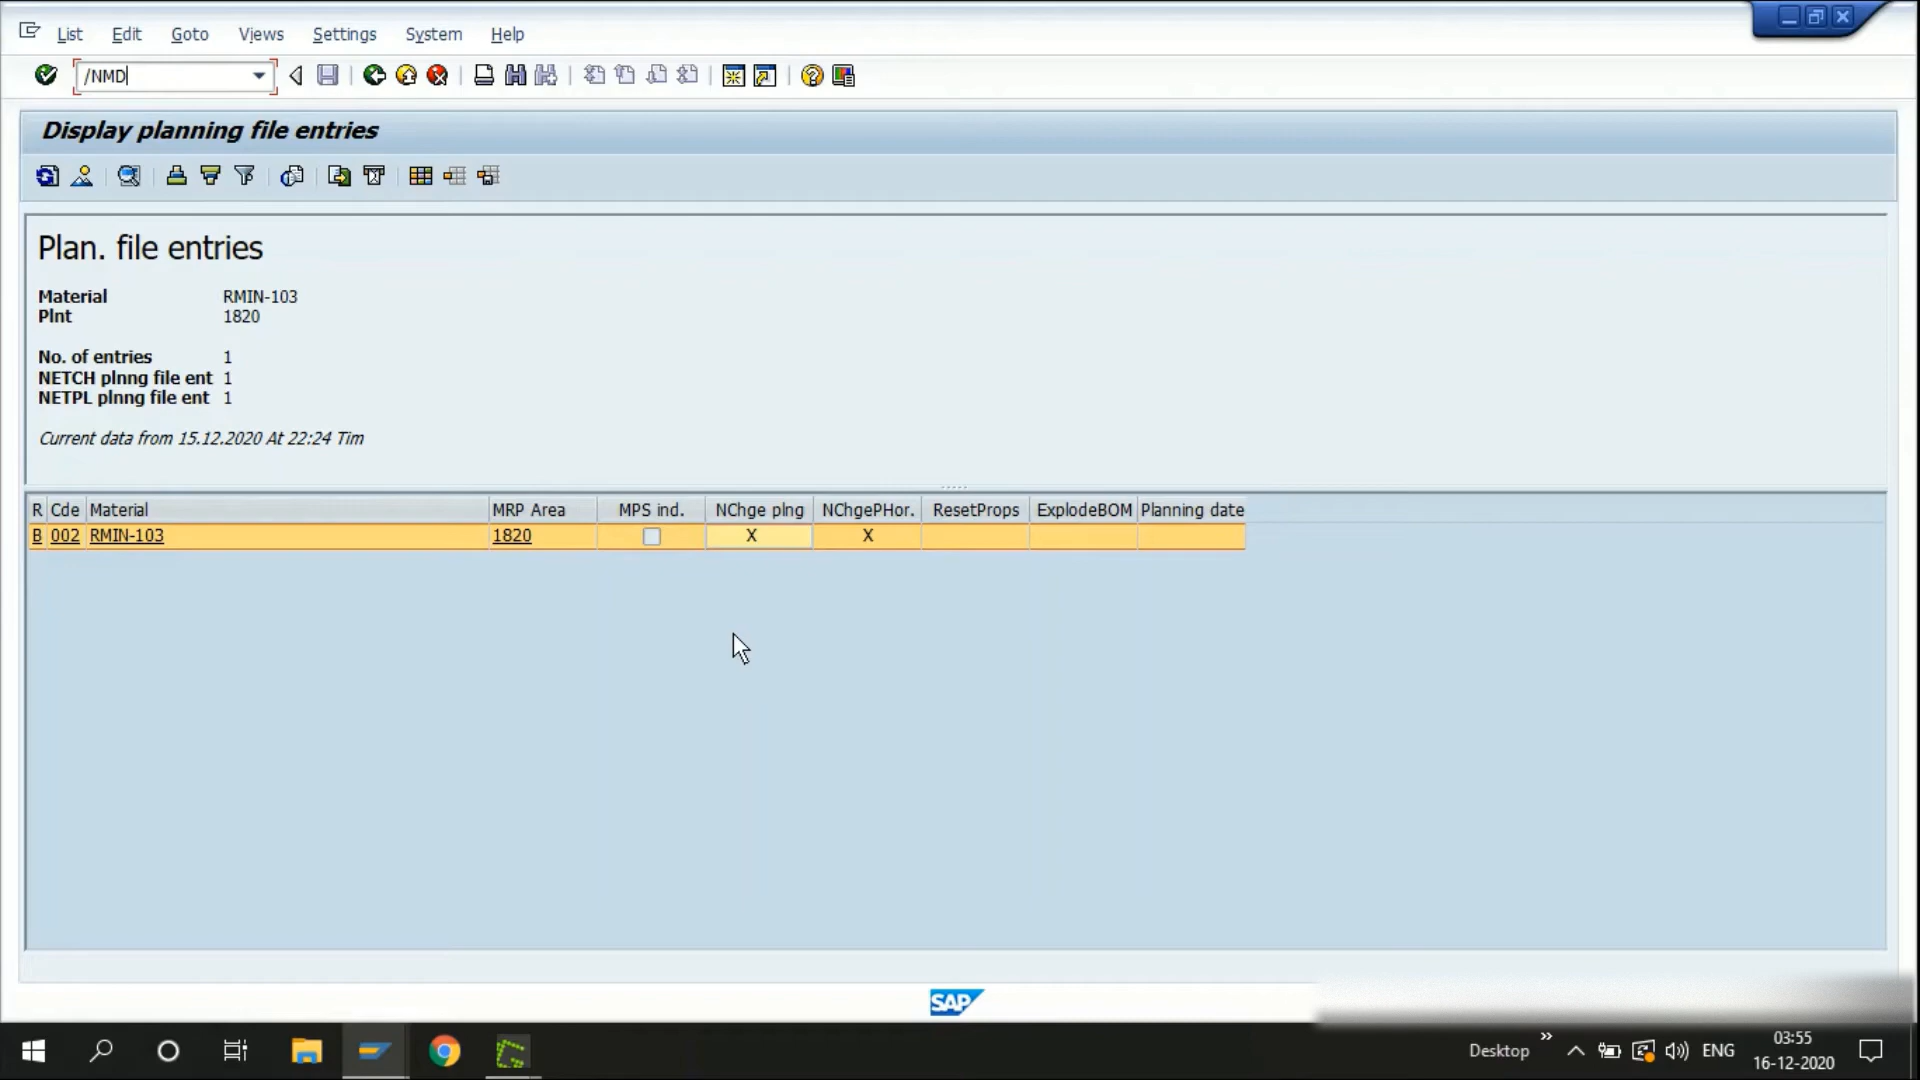 List Edit Goto Views Settings System Help
/NMD
Display planning file entries
Plan. file entries
Material RMIN-103
Plnt 1820
No. of entries 1
NETCH plnng file ent 1
NETPL plnng file ent 1
Current data from 15.12.2020 At 22:24 Tim
R Cde Material MRP Area MPS ind. NChge plng NChgePHor. ResetProps ExplodeBOM Planning date
B 002 RMIN-103 1820 X X
SAP
Desktop » ENG 03:55
16-12-2020